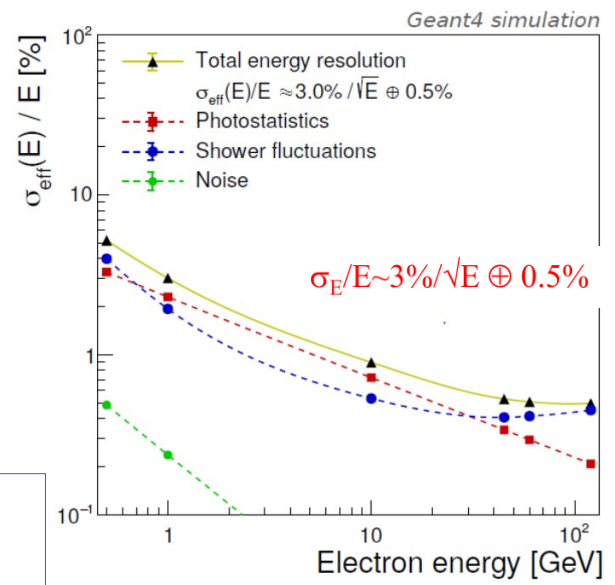 Geant4 simulation
σ_eff(E) / E [%]
10²
10
1
10⁻¹
Total energy resolution
σ_eff(E)/E ≈ 3.0% /√E ⊕ 0.5%
Photostatistics
Shower fluctuations
Noise
σ_E/E~3%/√E ⊕ 0.5%
1 10 10²
Electron energy [GeV]